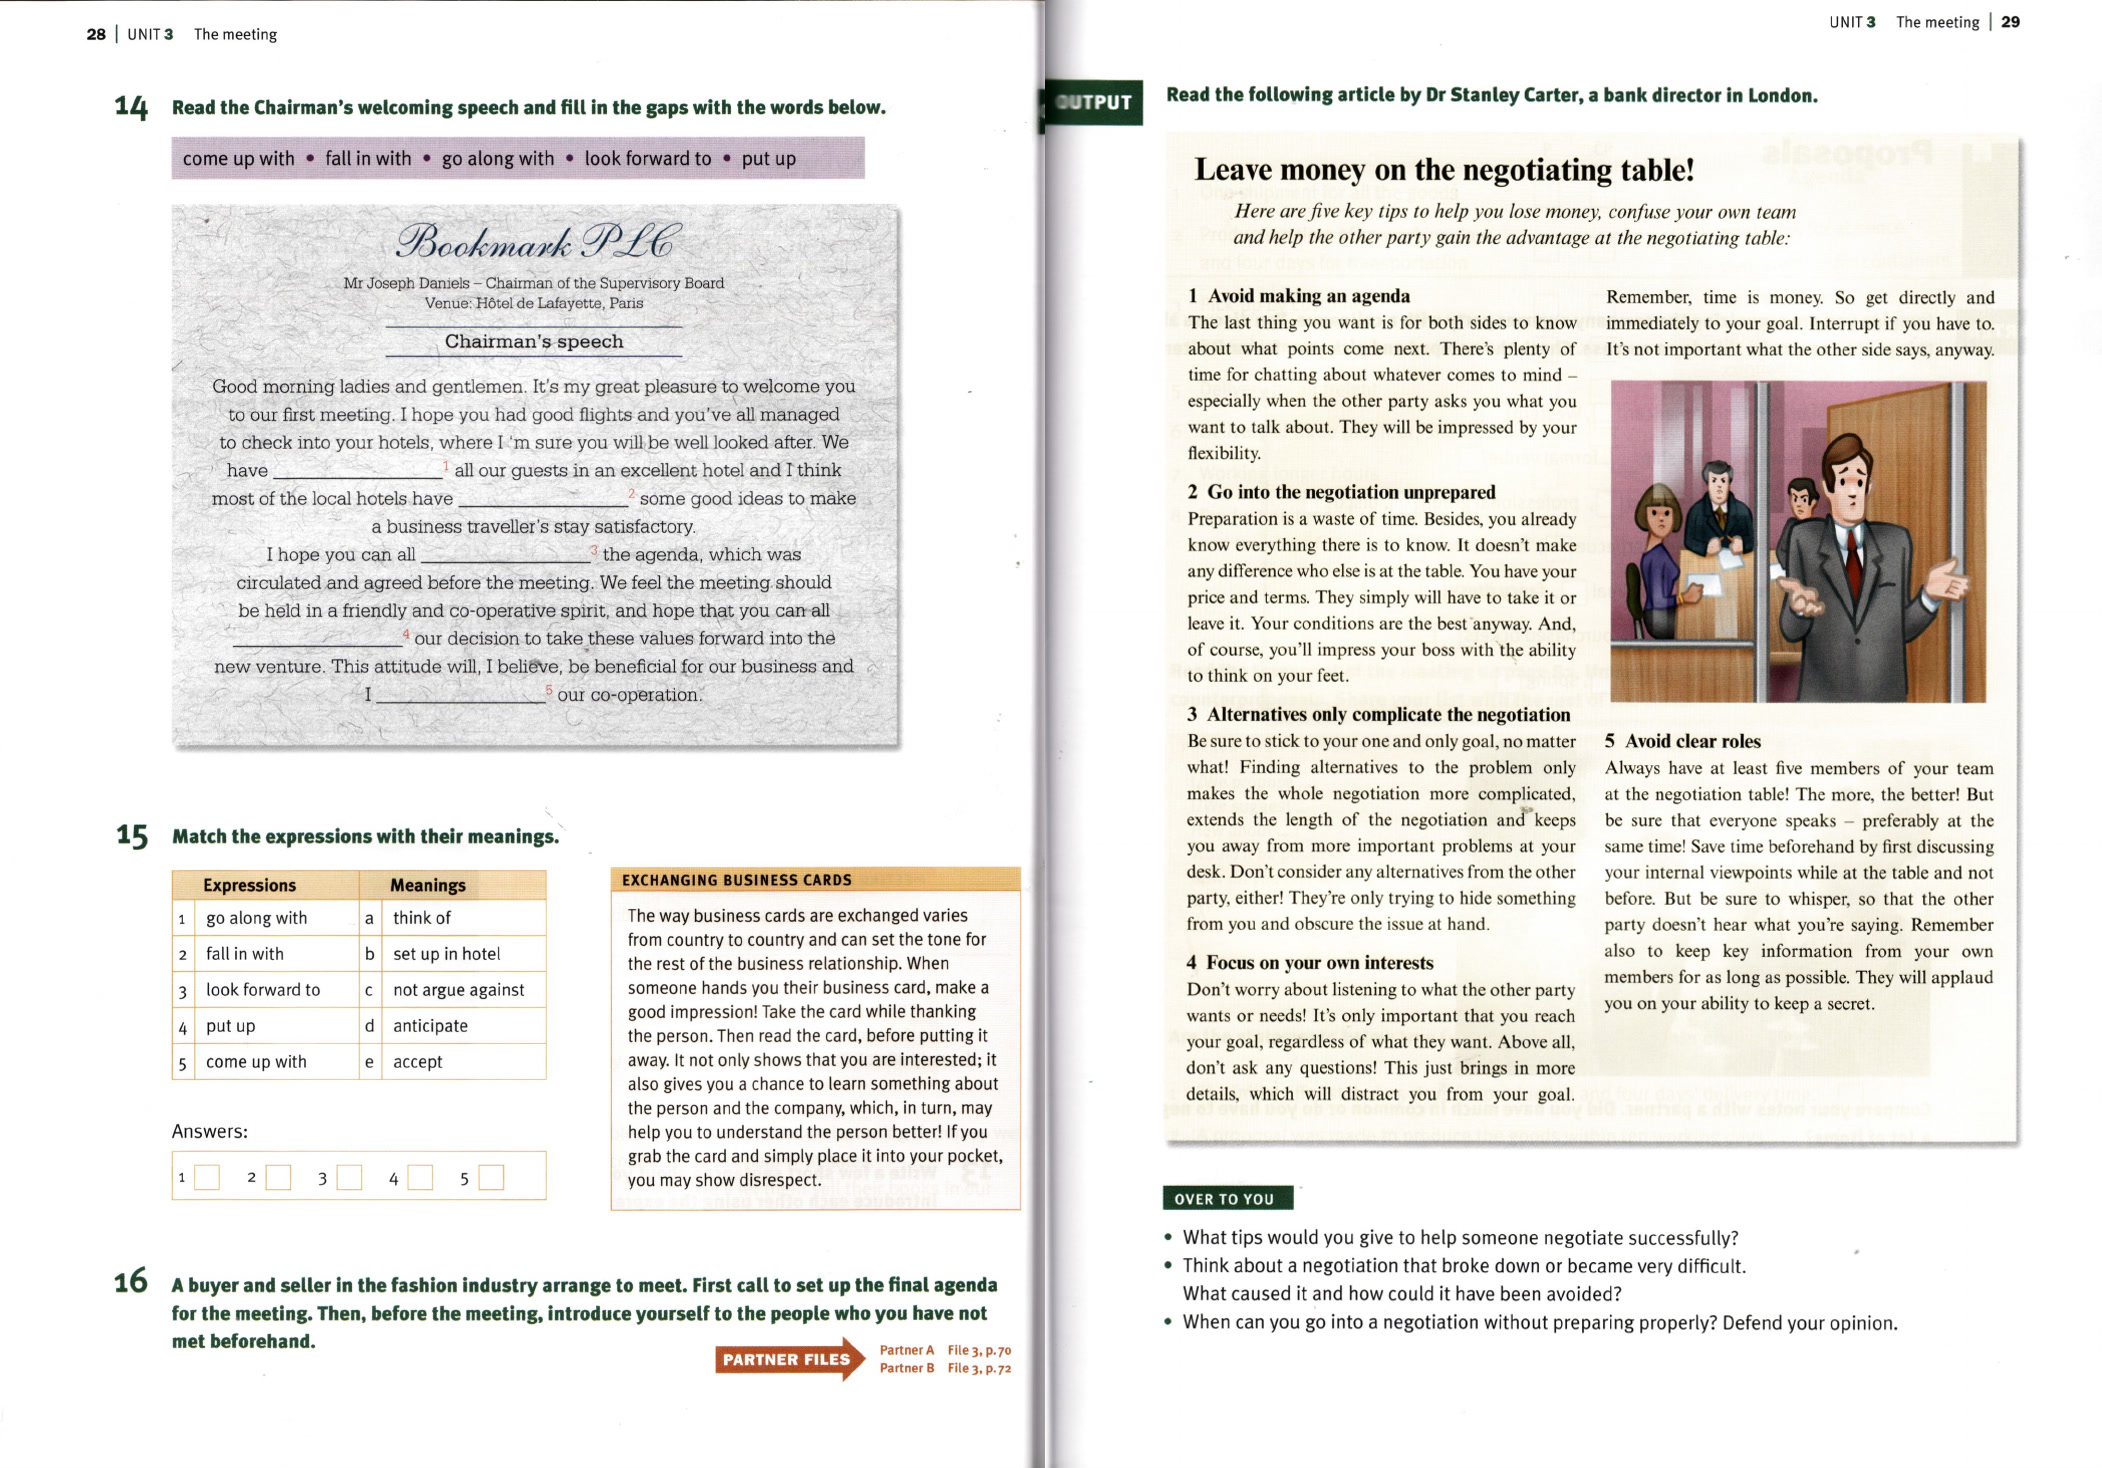 28 | UNIT 3 The meeting
14 Read the Chairman's welcoming speech and fill in the gaps with the words below.
come up with • fall in with • go along with • look forward to • put up
Bookmark PLC
Mr Joseph Daniels – Chairman of the Supervisory Board
Venue: Hôtel de Lafayette, Paris
Chairman's speech
Good morning ladies and gentlemen. It's my great pleasure to welcome you
to our first meeting. I hope you had good flights and you've all managed
to check into your hotels, where I 'm sure you will be well looked after. We
have ________________ 1 all our guests in an excellent hotel and I think
most of the local hotels have ________________ 2 some good ideas to make
a business traveller's stay satisfactory.
I hope you can all ________________ 3 the agenda, which was
circulated and agreed before the meeting. We feel the meeting should
be held in a friendly and co-operative spirit, and hope that you can all
________________ 4 our decision to take these values forward into the
new venture. This attitude will, I believe, be beneficial for our business and
I ________________ 5 our co-operation.
15 Match the expressions with their meanings.
Expressions Meanings
1 go along with a think of
2 fall in with b set up in hotel
3 look forward to c not argue against
4 put up d anticipate
5 come up with e accept
Answers:
1 2 3 4 5
EXCHANGING BUSINESS CARDS
The way business cards are exchanged varies
from country to country and can set the tone for
the rest of the business relationship. When
someone hands you their business card, make a
good impression! Take the card while thanking
the person. Then read the card, before putting it
away. It not only shows that you are interested; it
also gives you a chance to learn something about
the person and the company, which, in turn, may
help you to understand the person better! If you
grab the card and simply place it into your pocket,
you may show disrespect.
16 A buyer and seller in the fashion industry arrange to meet. First call to set up the final agenda
for the meeting. Then, before the meeting, introduce yourself to the people who you have not
met beforehand.
PARTNER FILES
Partner A File 3, p.70
Partner B File 3, p.72
UNIT 3 The meeting | 29
OUTPUT
Read the following article by Dr Stanley Carter, a bank director in London.
Leave money on the negotiating table!
Here are five key tips to help you lose money, confuse your own team
and help the other party gain the advantage at the negotiating table:
1 Avoid making an agenda
The last thing you want is for both sides to know
about what points come next. There's plenty of
time for chatting about whatever comes to mind –
especially when the other party asks you what you
want to talk about. They will be impressed by your
flexibility.
2 Go into the negotiation unprepared
Preparation is a waste of time. Besides, you already
know everything there is to know. It doesn't make
any difference who else is at the table. You have your
price and terms. They simply will have to take it or
leave it. Your conditions are the best anyway. And,
of course, you'll impress your boss with the ability
to think on your feet.
3 Alternatives only complicate the negotiation
Be sure to stick to your one and only goal, no matter
what! Finding alternatives to the problem only
makes the whole negotiation more complicated,
extends the length of the negotiation and keeps
you away from more important problems at your
desk. Don't consider any alternatives from the other
party, either! They're only trying to hide something
from you and obscure the issue at hand.
4 Focus on your own interests
Don't worry about listening to what the other party
wants or needs! It's only important that you reach
your goal, regardless of what they want. Above all,
don't ask any questions! This just brings in more
details, which will distract you from your goal.
Remember, time is money. So get directly and
immediately to your goal. Interrupt if you have to.
It's not important what the other side says, anyway.
5 Avoid clear roles
Always have at least five members of your team
at the negotiation table! The more, the better! But
be sure that everyone speaks – preferably at the
same time! Save time beforehand by first discussing
your internal viewpoints while at the table and not
before. But be sure to whisper, so that the other
party doesn't hear what you're saying. Remember
also to keep key information from your own
members for as long as possible. They will applaud
you on your ability to keep a secret.
OVER TO YOU
• What tips would you give to help someone negotiate successfully?
• Think about a negotiation that broke down or became very difficult.
What caused it and how could it have been avoided?
• When can you go into a negotiation without preparing properly? Defend your opinion.